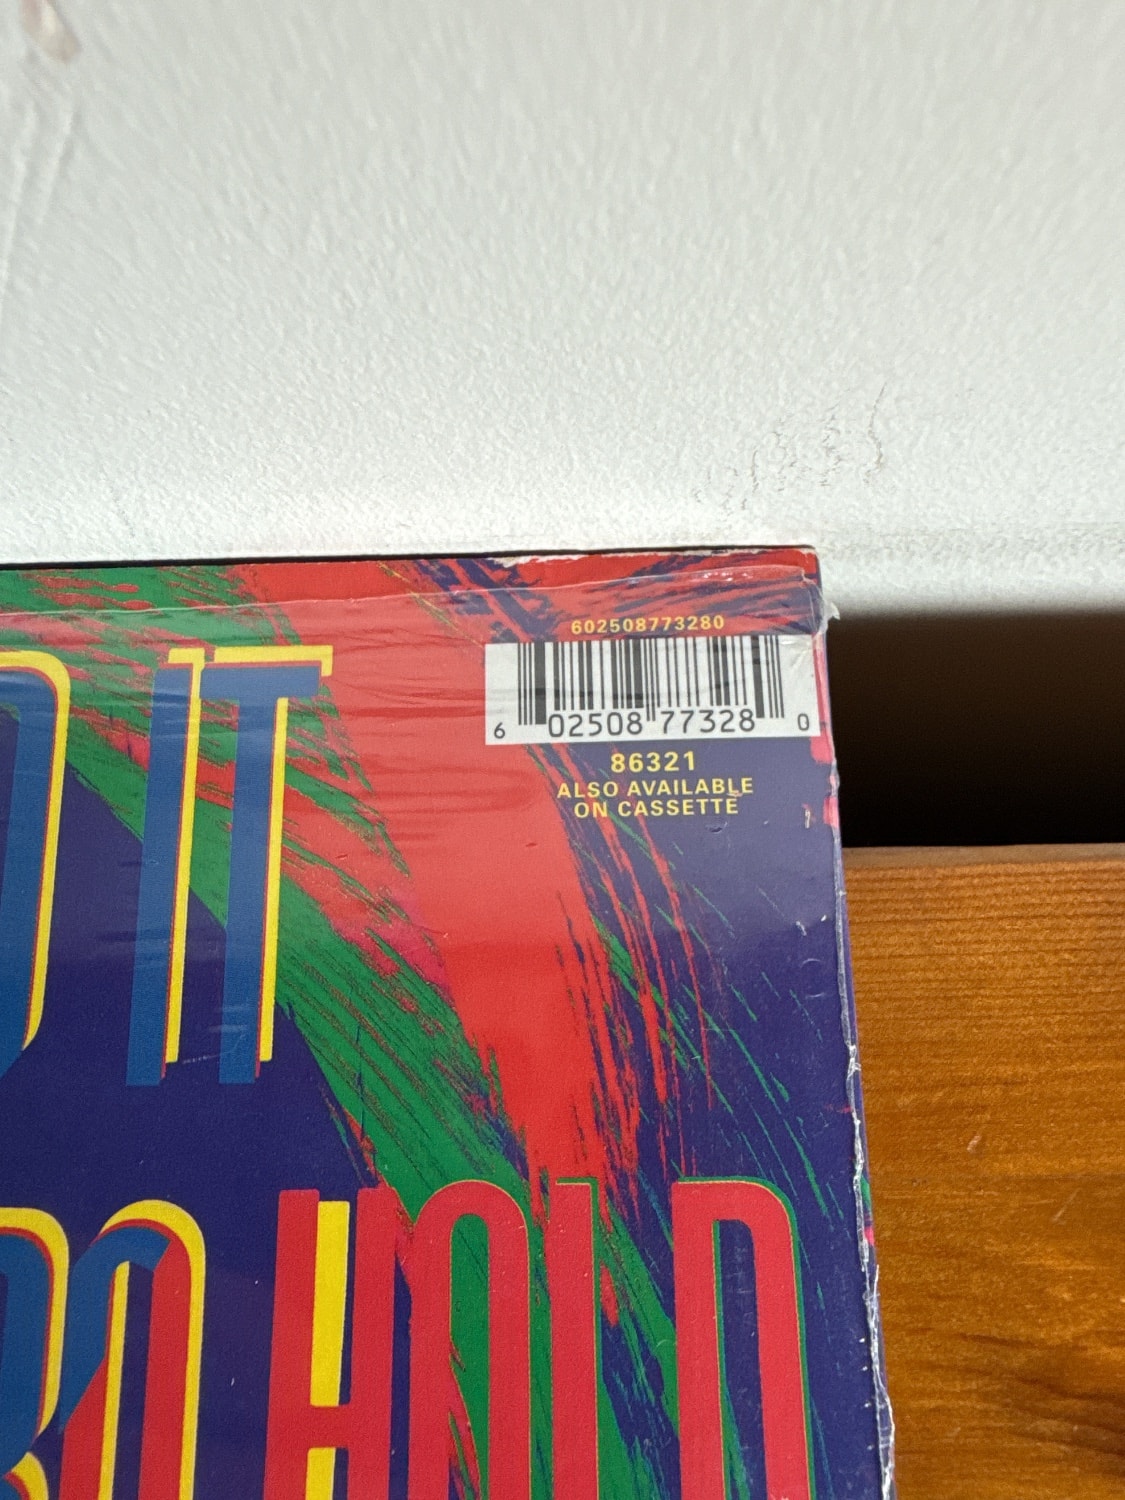 602508773280
6 02508 77328 0
86321
ALSO AVAILABLE
ON CASSETTE
IT
HOLD